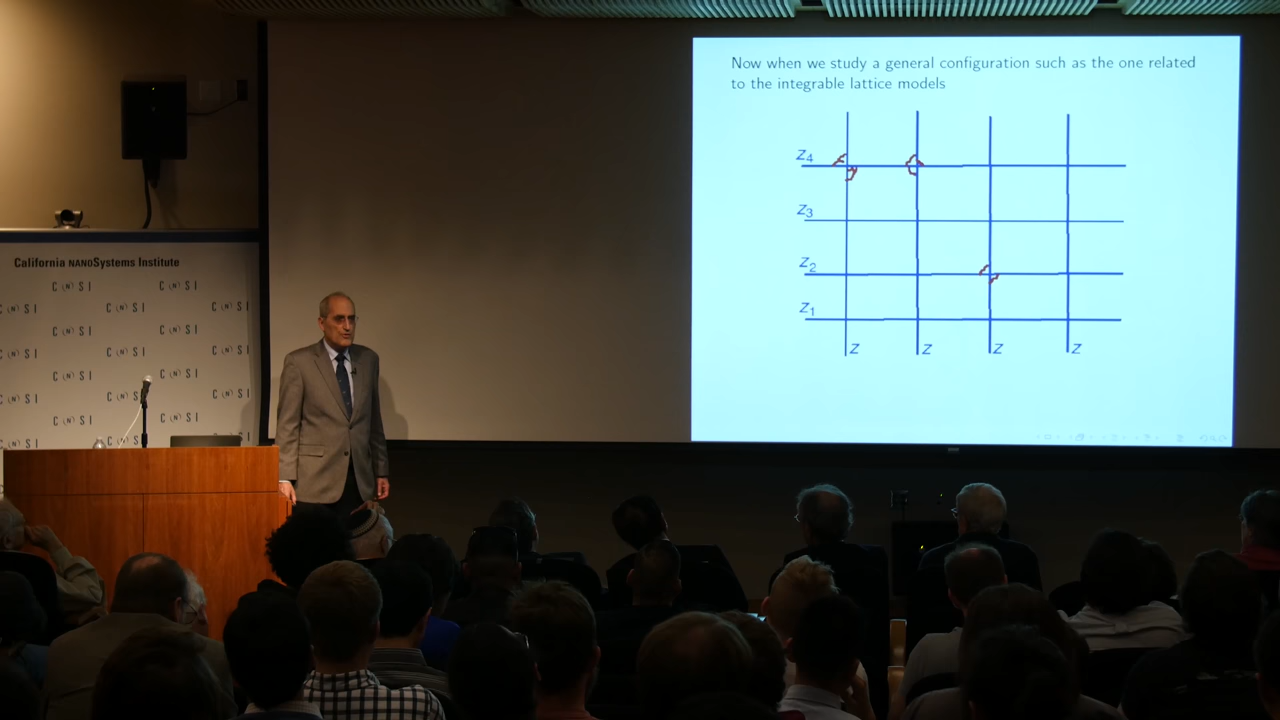 Now when we study a general configuration such as the one related
to the integrable lattice models
z4
z3
z2
z1
z z z z
California NANOSystems Institute
C (N) S I C (N) S I
C (N) S I C (N) S I C (N) S I
C (N) S I C (N) S I
C (N) S I C (N) S I C (N) S I
C (N) S I C (N) S I
C (N) S I C (N) S I C (N) S I
C (N) S I C (N) S I
C (N) S I